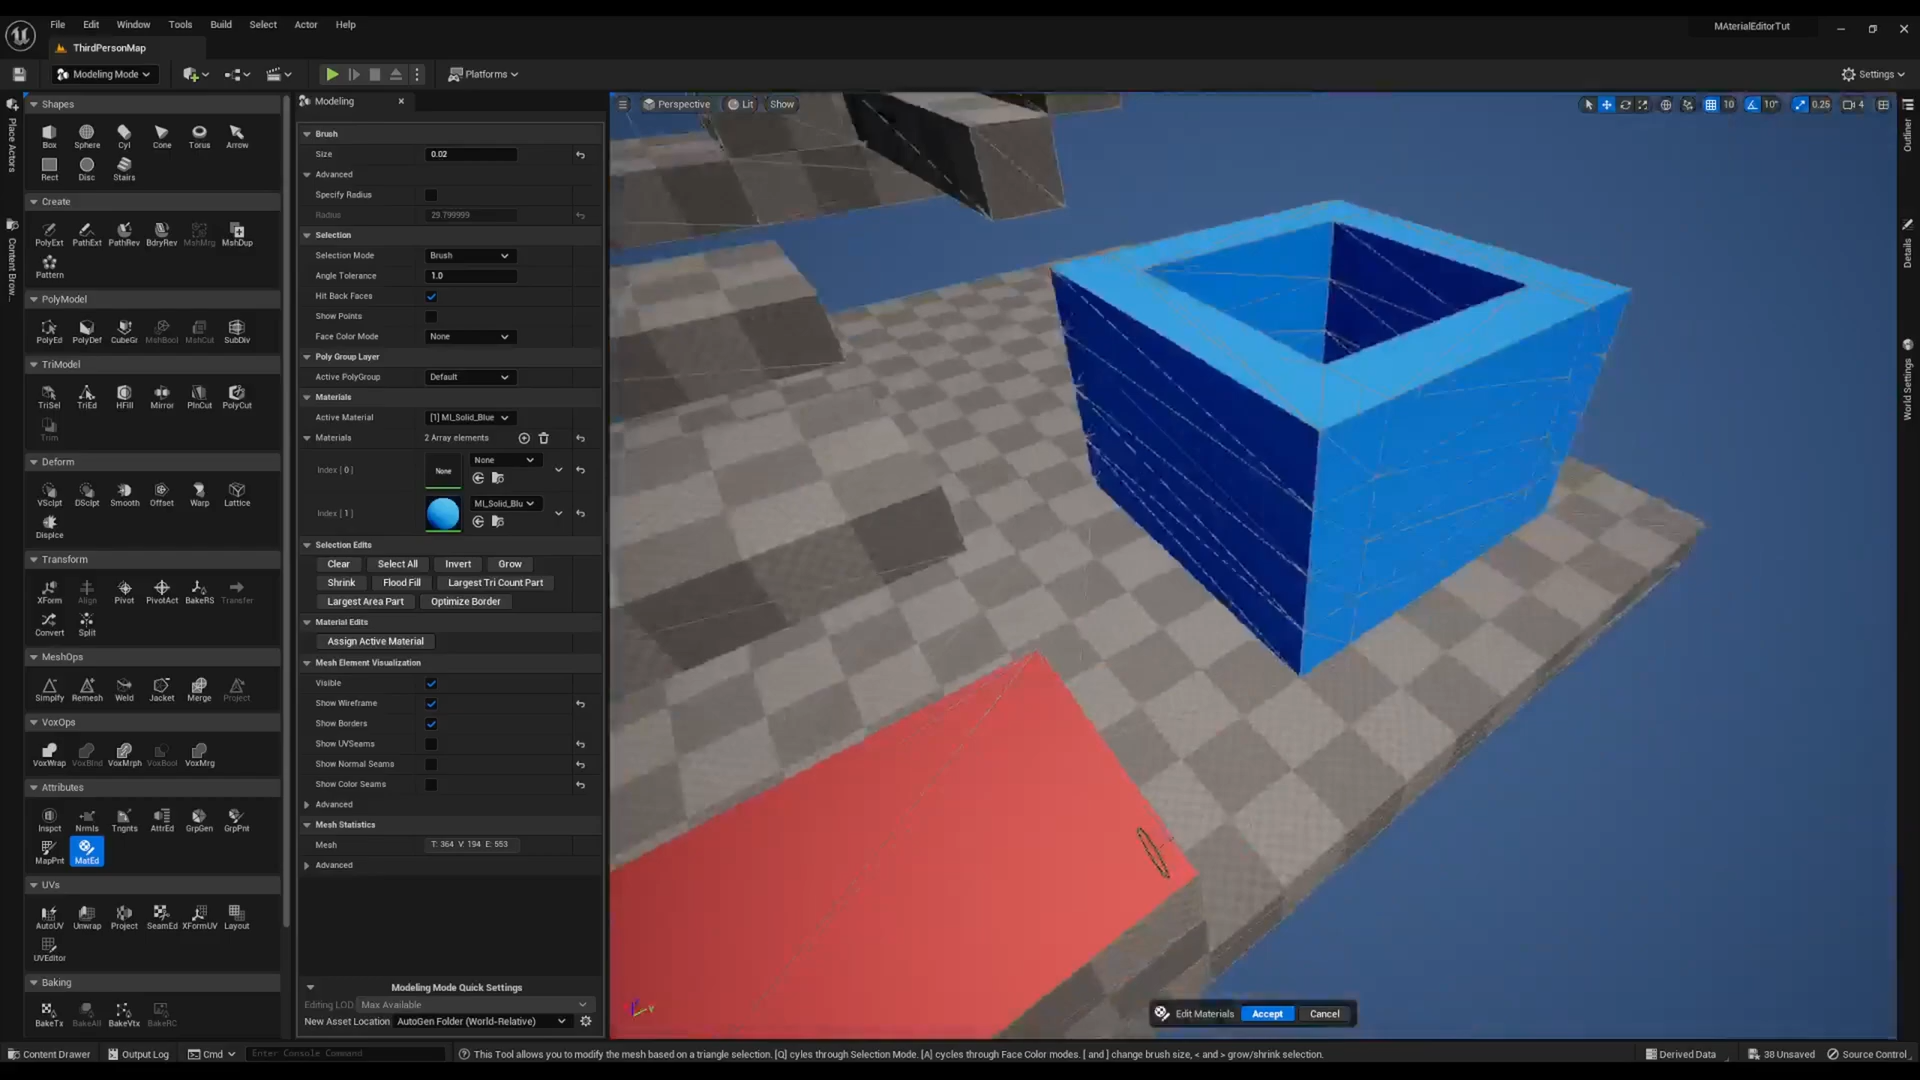 File Edit Window Tools Build Select Actor Help
MAterialEditorTut
ThirdPersonMap
Modeling Mode
Platforms
Settings
Place Actors
Content Brow...
Shapes
Box Sphere Cyl Cone Torus Arrow
Rect Disc Stairs
Create
PolyExt PathExt PathRev BdryRev MshMrg MshDup
Pattern
PolyModel
PolyEd PolyDef CubeGr MshBool MshCut SubDiv
TriModel
TriSel TriEd HFill Mirror PlnCut PolyCut
Trim
Deform
VSclpt DSclpt Smooth Offset Warp Lattice
Displce
Transform
XForm Align Pivot PivotAct BakeRS Transfer
Convert Split
MeshOps
Simplfy Remesh Weld Jacket Merge Project
VoxOps
VoxWrap VoxBlnd VoxMrph VoxBool VoxMrg
Attributes
Inspct Nrmls Tngnts AttrEd GrpGen GrpPnt
MapPnt MatEd
UVs
AutoUV Unwrap Project SeamEd XFormUV Layout
UVEditor
Baking
BakeTx BakeAll BakeVtx BakeRC
Modeling
Brush
Size 0.02
Advanced
Specify Radius
Radius 29.799999
Selection
Selection Mode Brush
Angle Tolerance 1.0
Hit Back Faces
Show Points
Face Color Mode None
Poly Group Layer
Active PolyGroup Default
Materials
Active Material [1] MI_Solid_Blue
Materials 2 Array elements
Index [ 0 ] None None
Index [ 1 ] MI_Solid_Blu
Selection Edits
Clear Select All Invert Grow
Shrink Flood Fill Largest Tri Count Part
Largest Area Part Optimize Border
Material Edits
Assign Active Material
Mesh Element Visualization
Visible
Show Wireframe
Show Borders
Show UVSeams
Show Normal Seams
Show Color Seams
Advanced
Mesh Statistics
Mesh T: 364 V: 194 E: 553
Advanced
Modeling Mode Quick Settings
Editing LOD Max Available
New Asset Location AutoGen Folder (World-Relative)
Perspective Lit Show
10 10° 0.25 4
Outliner
Details
World Settings
Y
Edit Materials Accept Cancel
Content Drawer Output Log Cmd Enter Console Command
This Tool allows you to modify the mesh based on a triangle selection. [Q] cyles through Selection Mode. [A] cycles through Face Color modes. [ and ] change brush size, < and > grow/shrink selection.
Derived Data 38 Unsaved Source Control